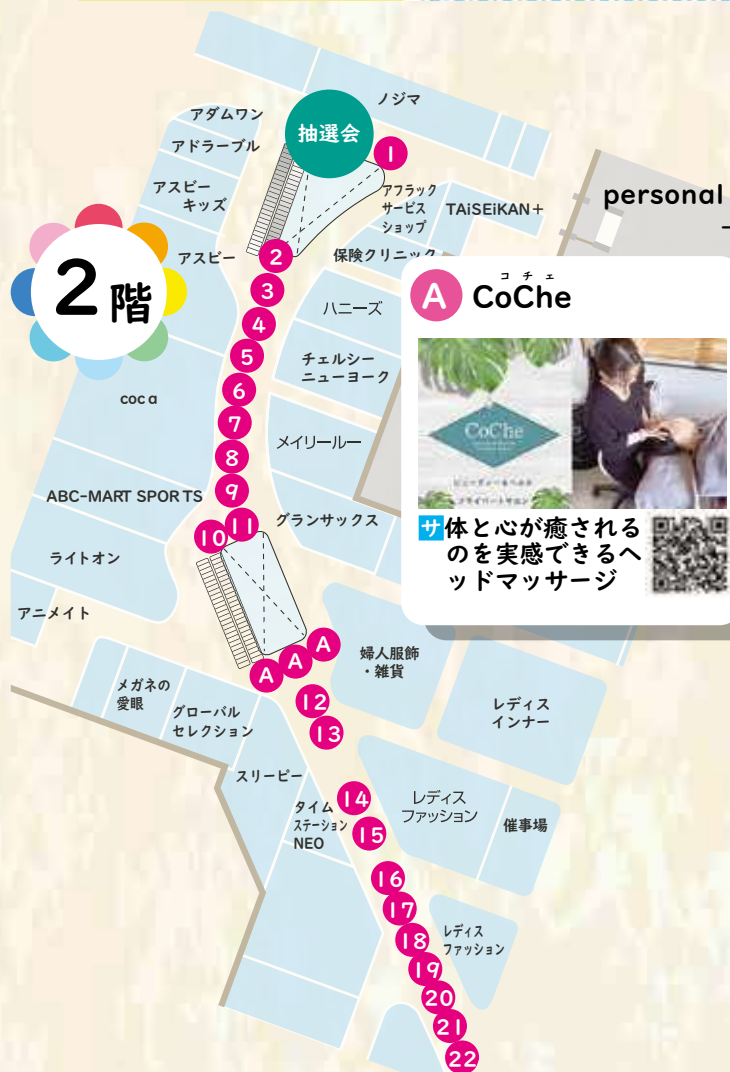 ノジマ
アダムワン
抽選会
1
アドラーブル
アスビー
キッズ
アフラック
サービス
ショップ
TAiSEiKAN+
personal
アスビー
2
保険クリニック
2階
3
ハニーズ
4
5
チェルシー
ニューヨーク
6
coca
7
メイリールー
8
9
ABC-MART SPORTS
10
11
グランサックス
ライトオン
アニメイト
A
A
A
婦人服飾
・雑貨
メガネの
愛眼
グローバル
セレクション
12
13
レディス
インナー
スリーピー
タイム
ステーション
NEO
14
15
レディス
ファッション
催事場
16
17
18
19
20
21
22
レディス
ファッション
A
コチェ
CoChe
CoChe
サ体と心が癒される
のを実感できるヘ
ッドマッサージ